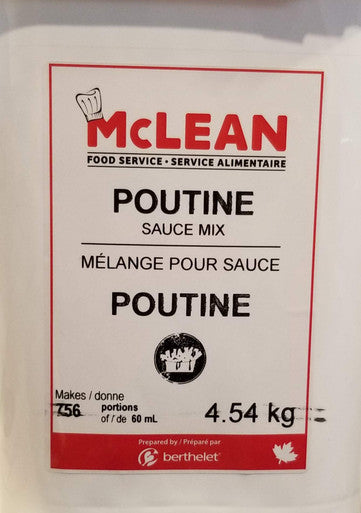 McLEAN
FOOD SERVICE • SERVICE ALIMENTAIRE
POUTINE
SAUCE MIX
MÉLANGE POUR SAUCE
POUTINE
Makes / donne
756 portions
of / de 60 mL
4.54 kg
Prepared by / Préparé par
berthelet